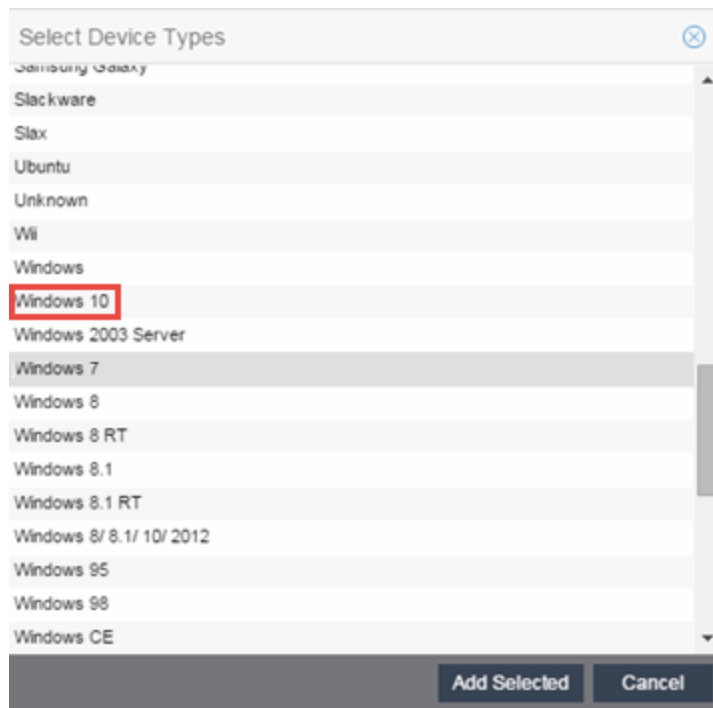 Select Device Types
Samsung Galaxy
Slackware
Slax
Ubuntu
Unknown
Wii
Windows
Windows 10
Windows 2003 Server
Windows 7
Windows 8
Windows 8 RT
Windows 8.1
Windows 8.1 RT
Windows 8/ 8.1/ 10/ 2012
Windows 95
Windows 98
Windows CE
Add Selected
Cancel